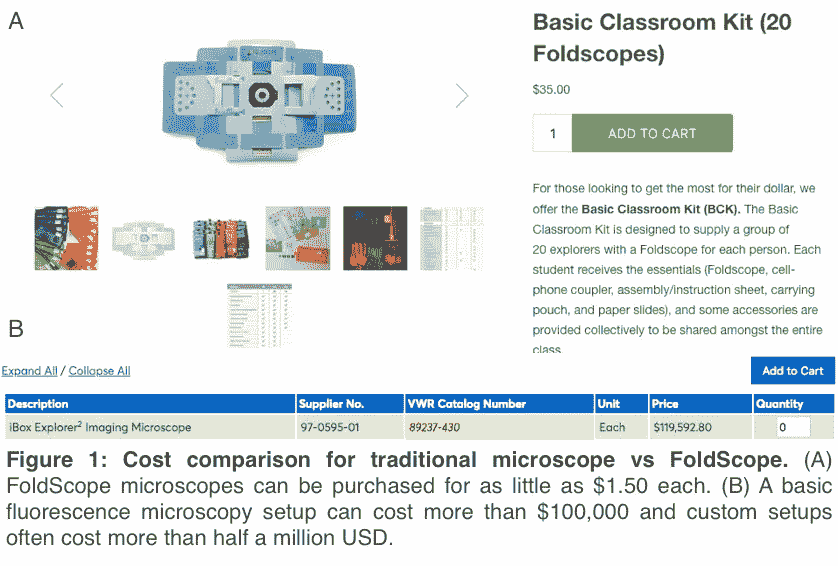 A
Basic Classroom Kit (20
Foldscopes)
$35.00
1
ADD TO CART
For those looking to get the most for their dollar, we
offer the Basic Classroom Kit (BCK). The Basic
Classroom Kit is designed to supply a group of
20 explorers with a Foldscope for each person. Each
student receives the essentials (Foldscope, cell-
phone coupler, assembly/instruction sheet, carrying
pouch, and paper slides), and some accessories are
provided collectively to be shared amongst the entire
class
B
Expand All / Collapse All
Add to Cart
Description Supplier No. VWR Catalog Number Unit Price Quantity
iBox Explorer² Imaging Microscope 97-0595-01 89237-430 Each $119,592.80 0
Figure 1: Cost comparison for traditional microscope vs FoldScope. (A)
FoldScope microscopes can be purchased for as little as $1.50 each. (B) A basic
fluorescence microscopy setup can cost more than $100,000 and custom setups
often cost more than half a million USD.